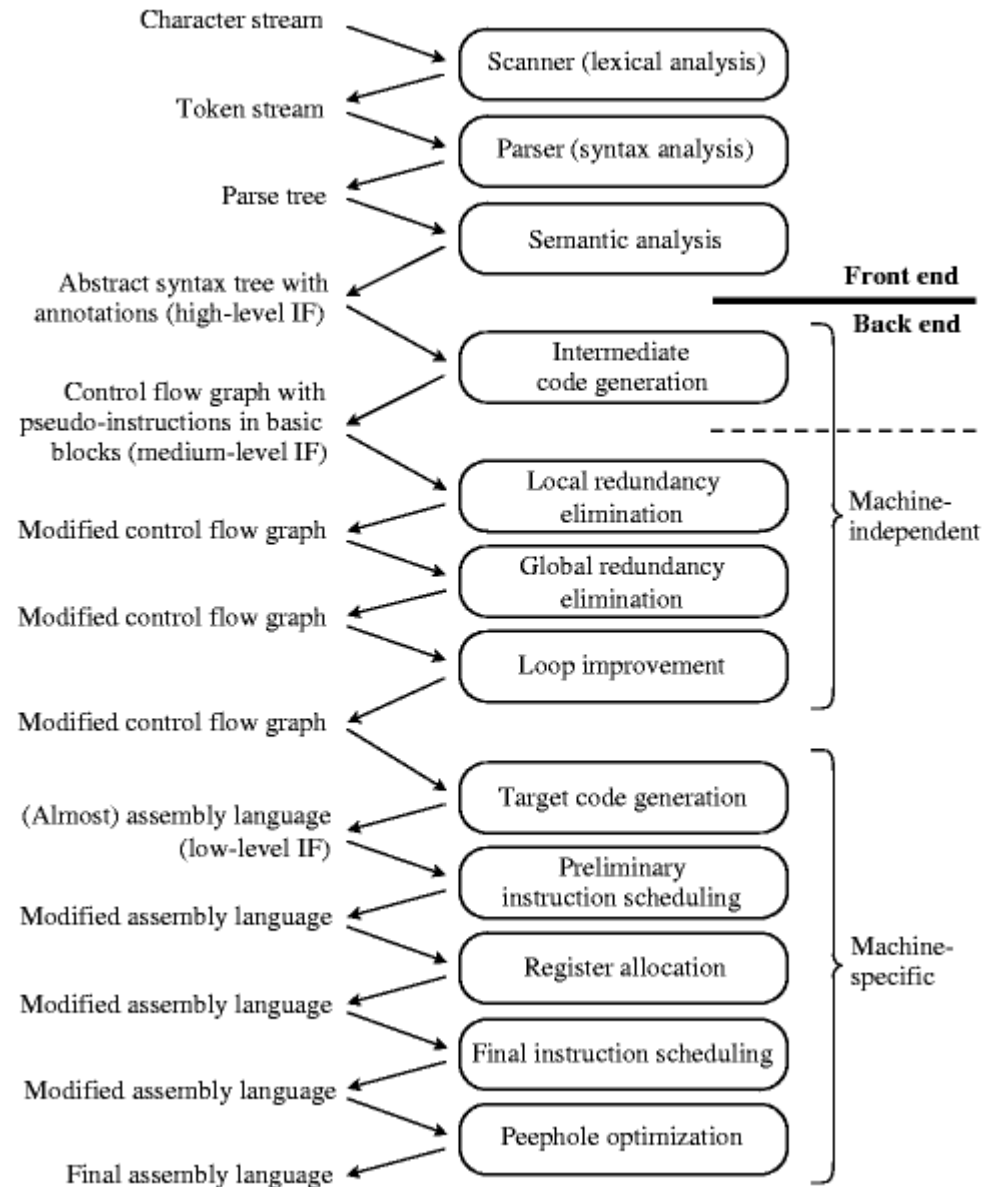 Character stream
Scanner (lexical analysis)
Token stream
Parser (syntax analysis)
Parse tree
Semantic analysis
Abstract syntax tree with
annotations (high-level IF)
Front end
Back end
Intermediate
code generation
Control flow graph with
pseudo-instructions in basic
blocks (medium-level IF)
Local redundancy
elimination
Machine-
independent
Modified control flow graph
Global redundancy
elimination
Modified control flow graph
Loop improvement
Modified control flow graph
Target code generation
(Almost) assembly language
(low-level IF)
Preliminary
instruction scheduling
Modified assembly language
Register allocation
Machine-
specific
Modified assembly language
Final instruction scheduling
Modified assembly language
Peephole optimization
Final assembly language